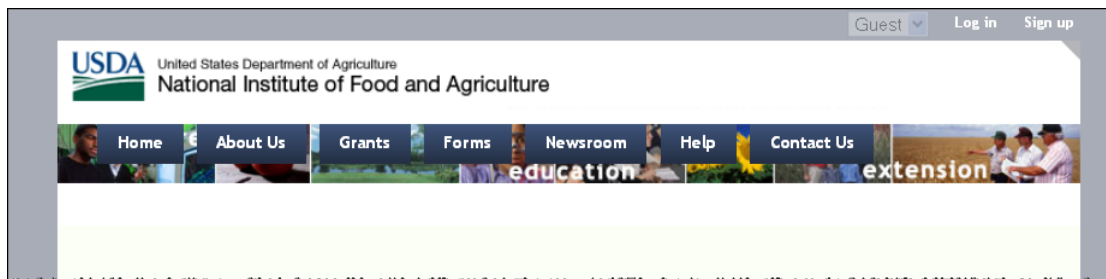 Guest Log in Sign up
USDA United States Department of Agriculture
National Institute of Food and Agriculture
Home About Us Grants Forms Newsroom Help Contact Us
education extension